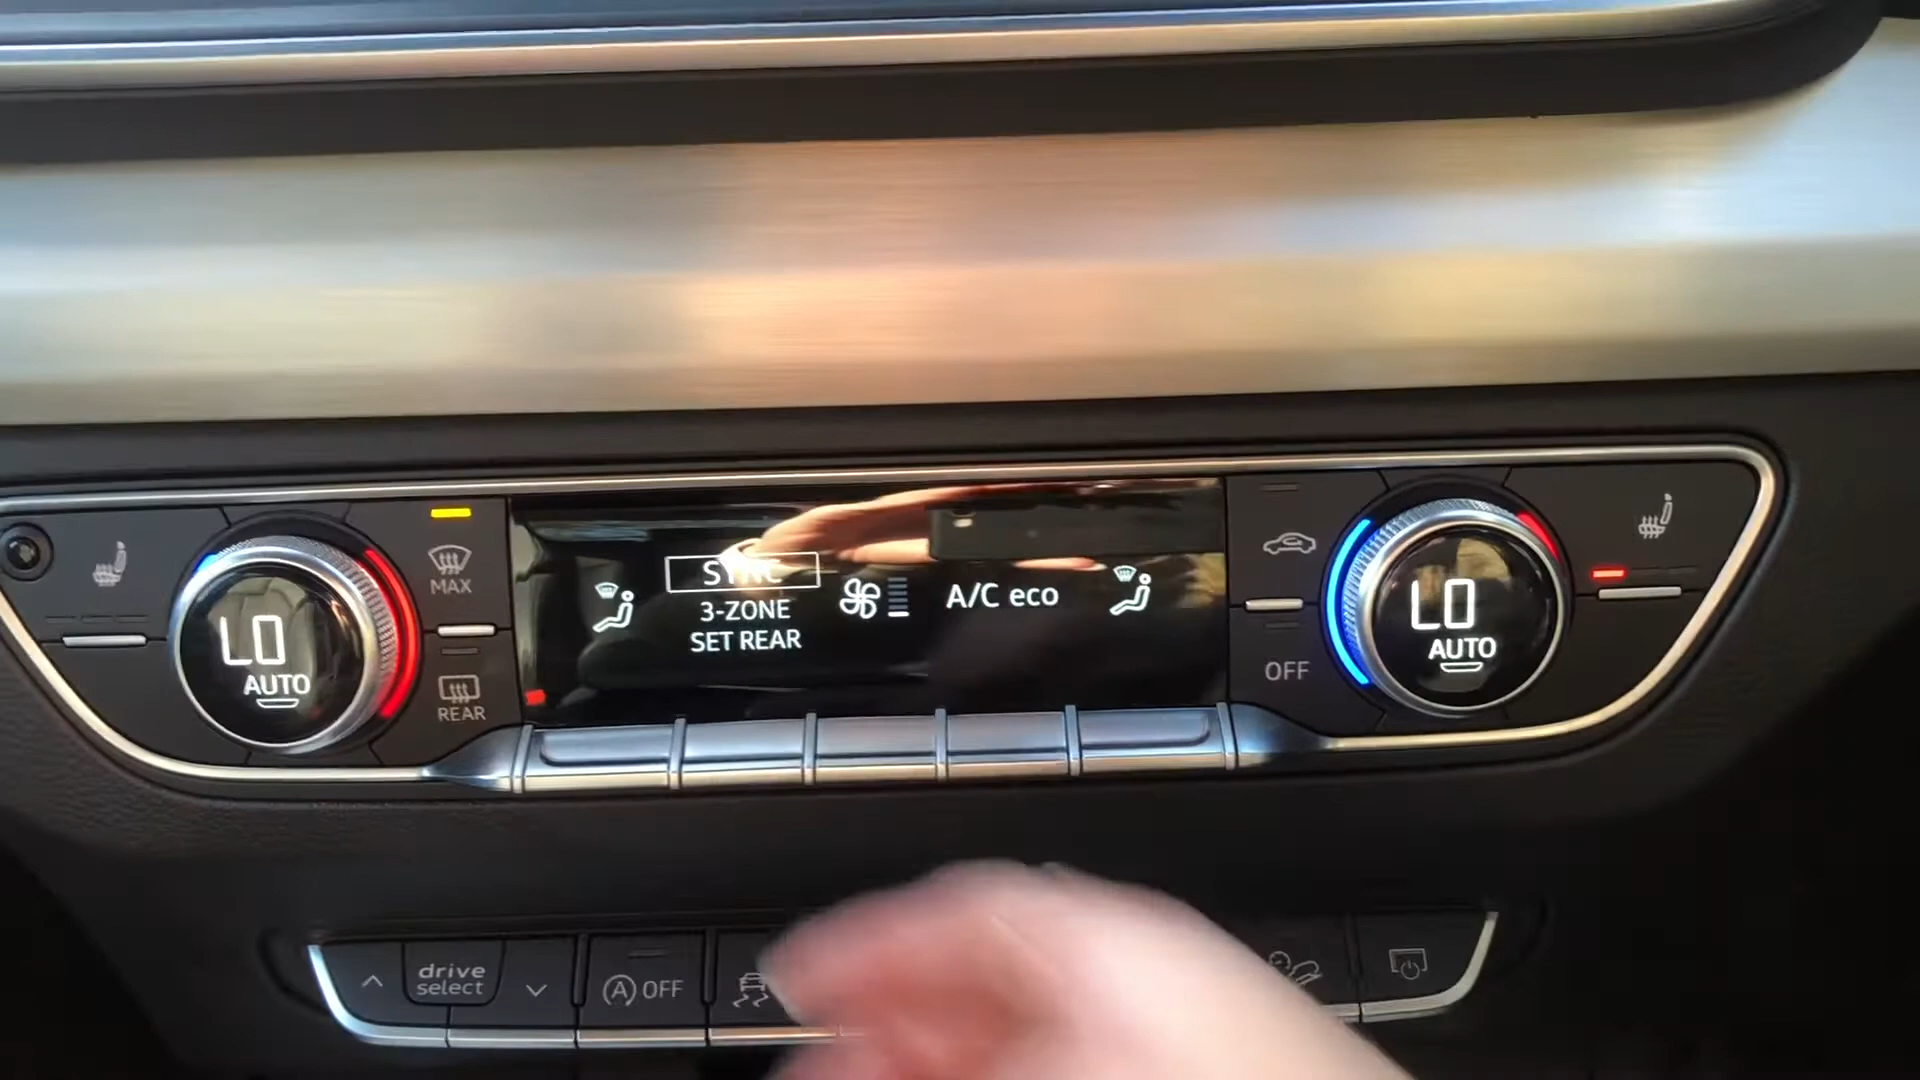 MAX
LO
AUTO
REAR
SYNC
3-ZONE
SET REAR
A/C eco
OFF
LO
AUTO
drive
select
A OFF